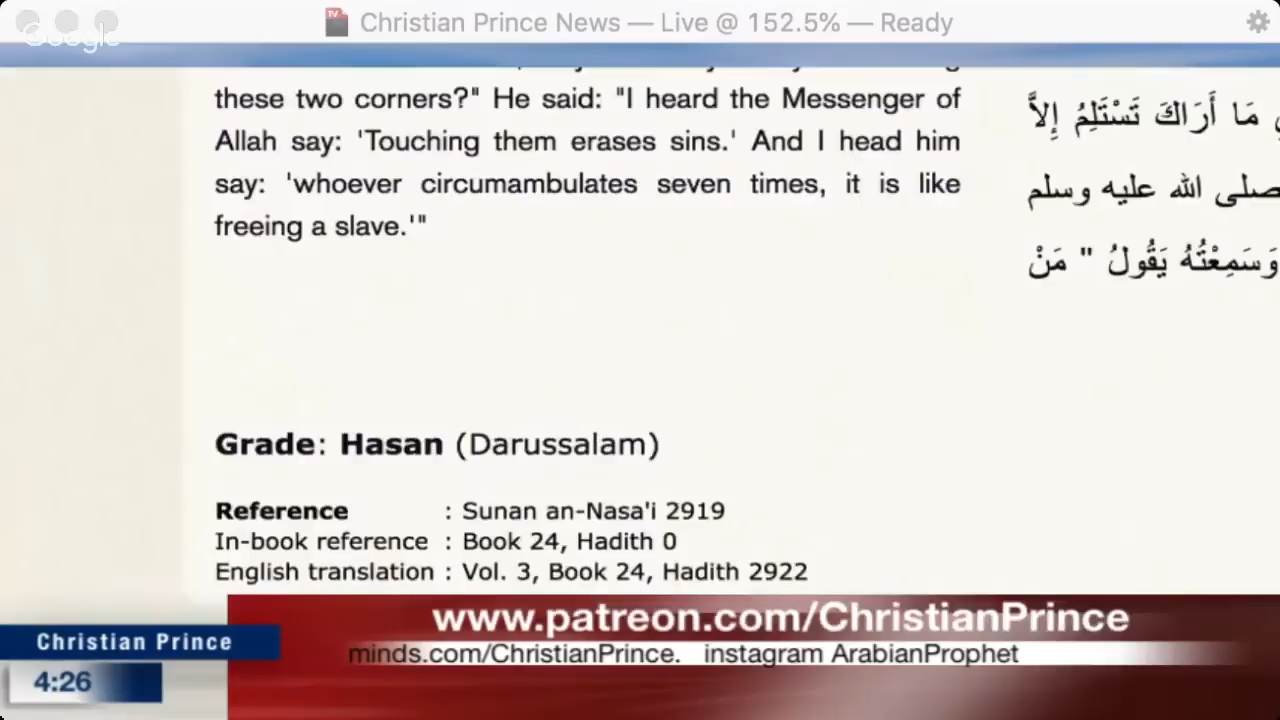 Christian Prince News — Live @ 152.5% — Ready
Google
these two corners?" He said: "I heard the Messenger of
Allah say: 'Touching them erases sins.' And I head him
say: 'whoever circumambulates seven times, it is like
freeing a slave.'"
مَا أَرَاكَ تَسْتَلِمُ إِلاَّ
صلى الله عليه وسلم
وَسَمِعْتُهُ يَقُولُ " مَنْ
Grade: Hasan (Darussalam)
Reference : Sunan an-Nasa'i 2919
In-book reference : Book 24, Hadith 0
English translation : Vol. 3, Book 24, Hadith 2922
www.patreon.com/ChristianPrince
minds.com/ChristianPrince. instagram ArabianProphet
Christian Prince
4:26